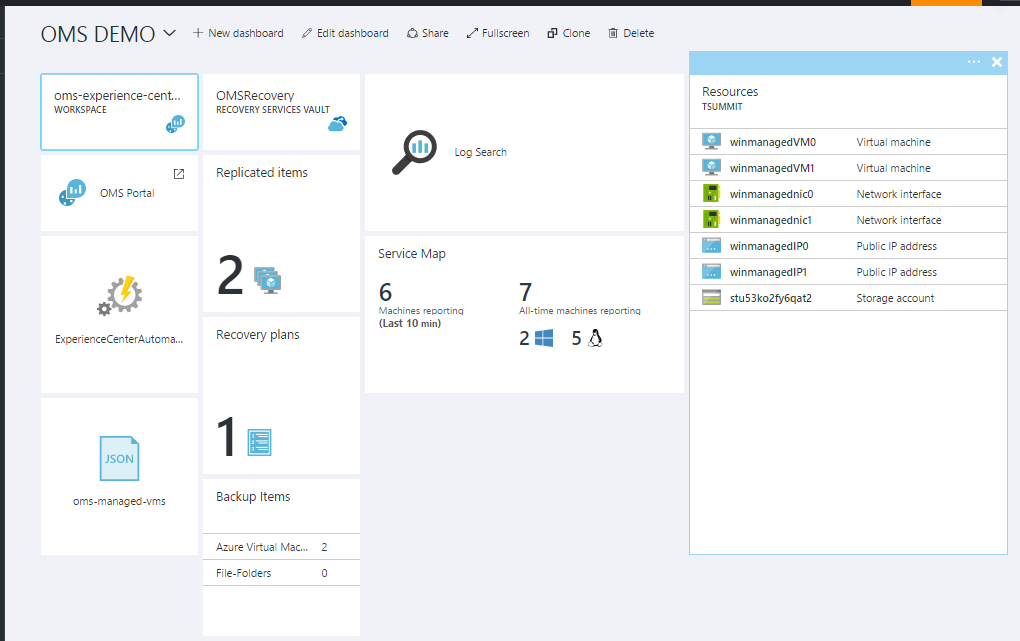 OMS DEMO
New dashboard
Edit dashboard
Share
Fullscreen
Clone
Delete
oms-experience-cent...
WORKSPACE
OMS Portal
ExperienceCenterAutoma...
JSON
oms-managed-vms
OMSRecovery
RECOVERY SERVICES VAULT
Replicated items
2
Recovery plans
1
Backup Items
Azure Virtual Mac... 2
File-Folders 0
Log Search
Service Map
6
Machines reporting
(Last 10 min)
7
All-time machines reporting
2 5
Resources
TSUMMIT
winmanagedVM0 Virtual machine
winmanagedVM1 Virtual machine
winmanagednic0 Network interface
winmanagednic1 Network interface
winmanagedIP0 Public IP address
winmanagedIP1 Public IP address
stu53ko2fy6qat2 Storage account